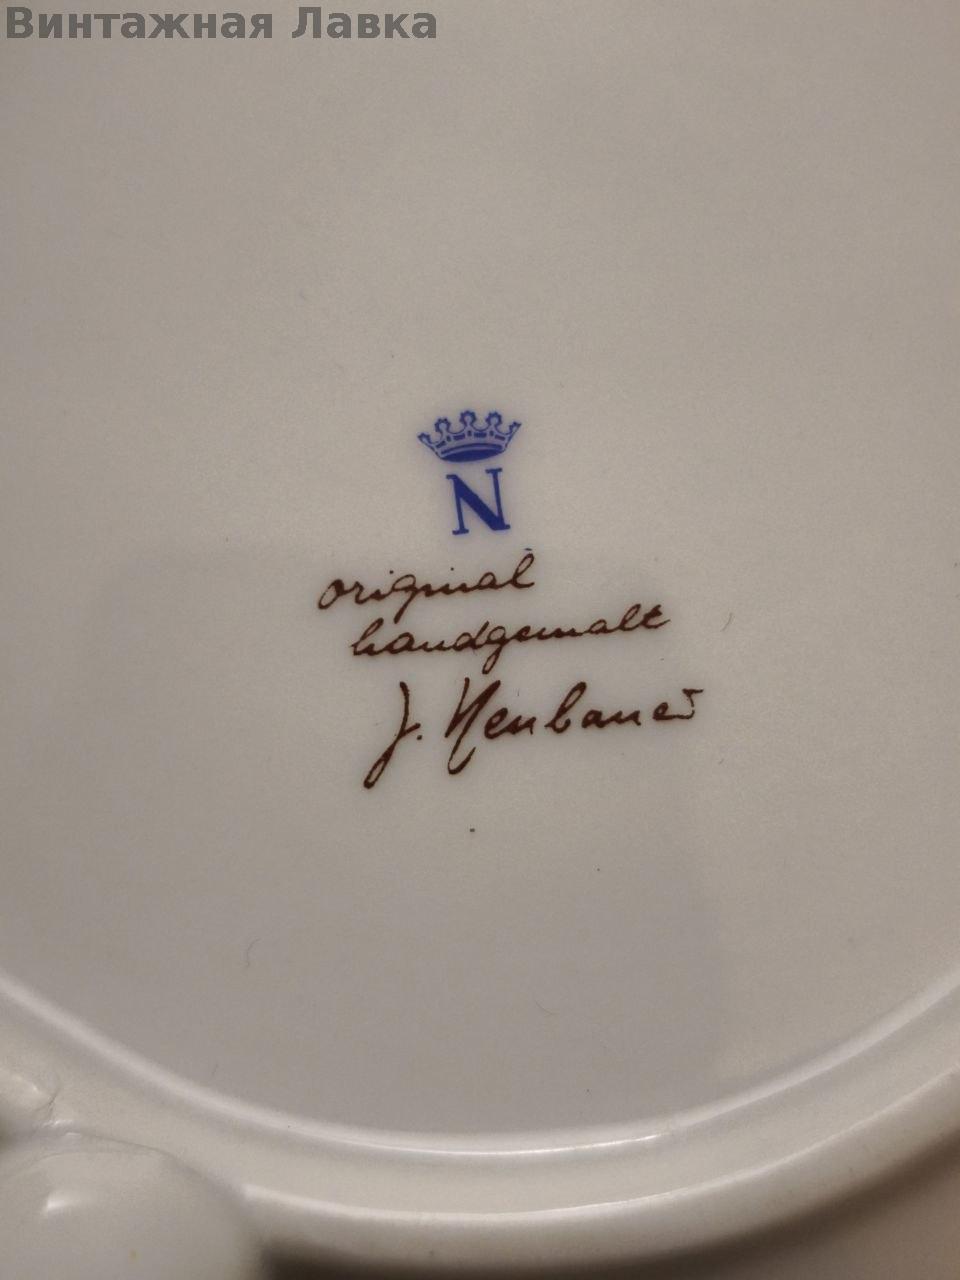 Винтажная Лавка
N
original
handgemalt
J. Neubauer